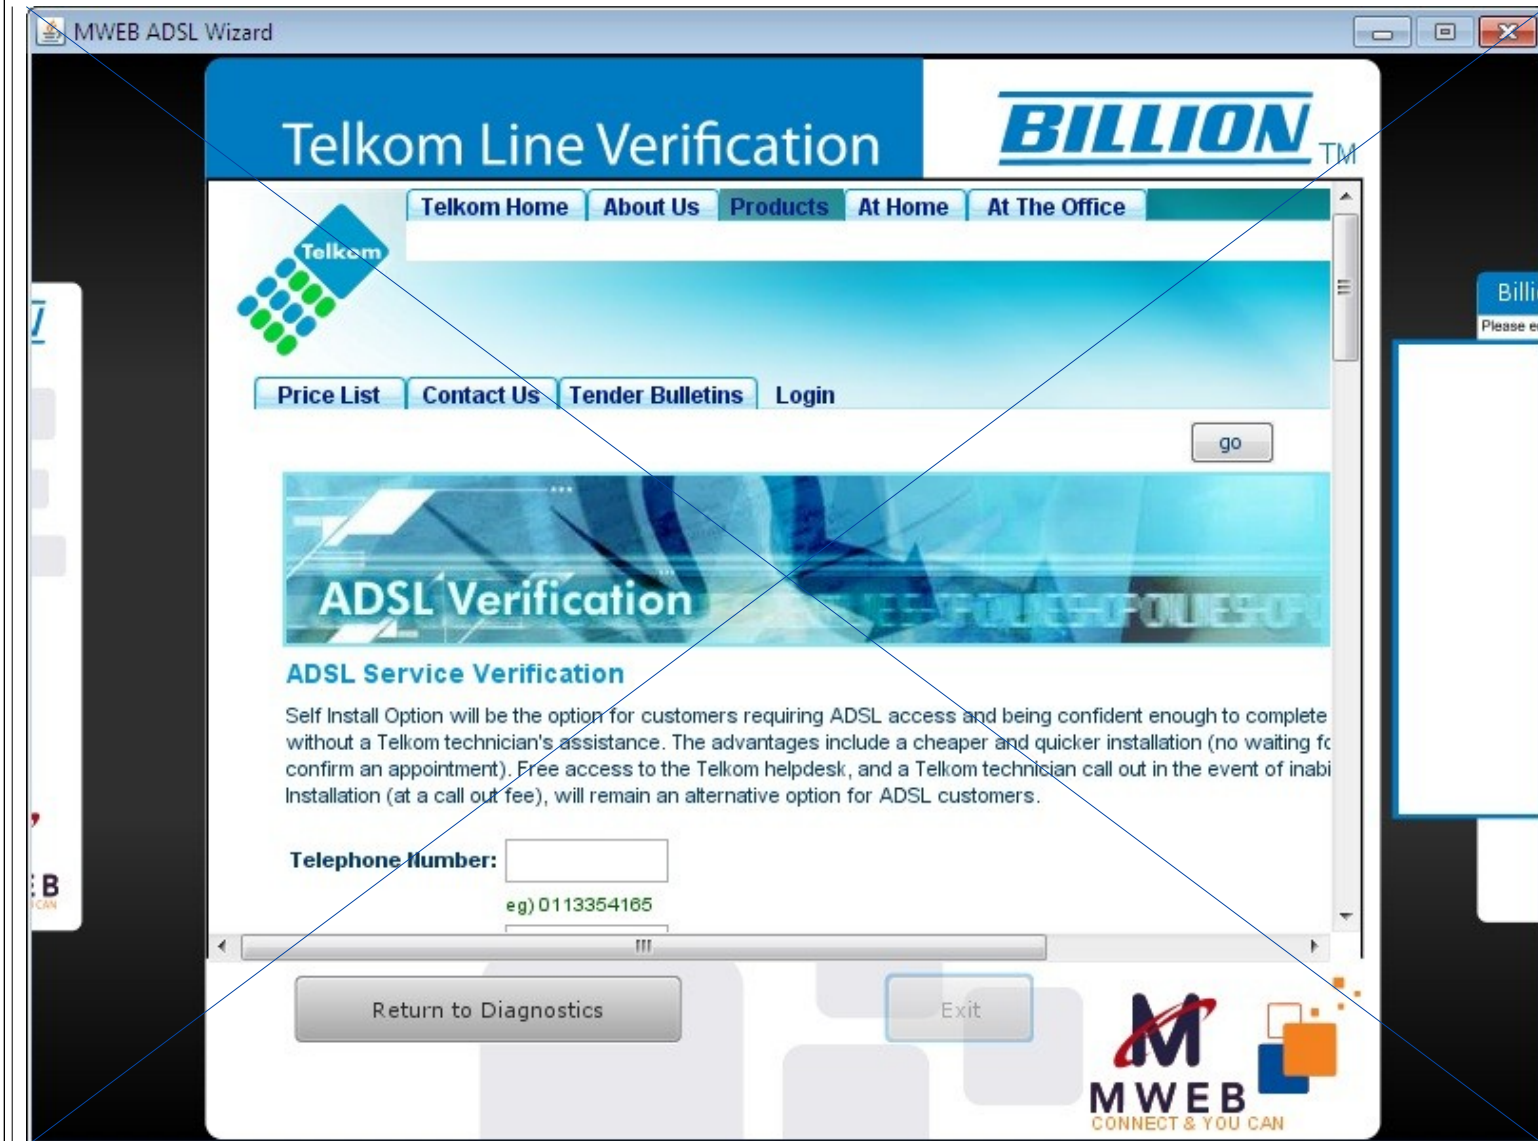 MWEB ADSL Wizard
Telkom Line Verification
BILLION TM
Telkom Home About Us Products At Home At The Office
Telkom
Billi
Please e
Price List Contact Us Tender Bulletins Login
go
ADSL Verification
ADSL Service Verification
Self Install Option will be the option for customers requiring ADSL access and being confident enough to complete
without a Telkom technician's assistance. The advantages include a cheaper and quicker installation (no waiting fo
confirm an appointment). Free access to the Telkom helpdesk, and a Telkom technician call out in the event of inabi
Installation (at a call out fee), will remain an alternative option for ADSL customers.
Telephone Number:
eg) 0113354165
EB
U CAN
Return to Diagnostics
Exit
M
MWEB
CONNECT & YOU CAN